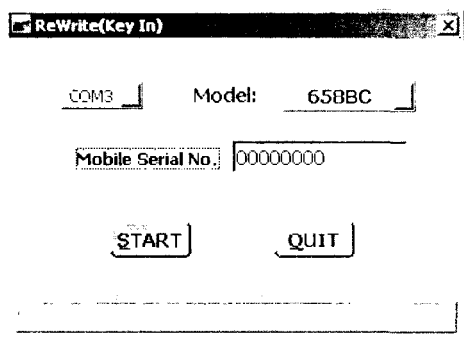 ReWrite(Key In)
COM3 Model: 658BC
Mobile Serial No. 00000000
START QUIT